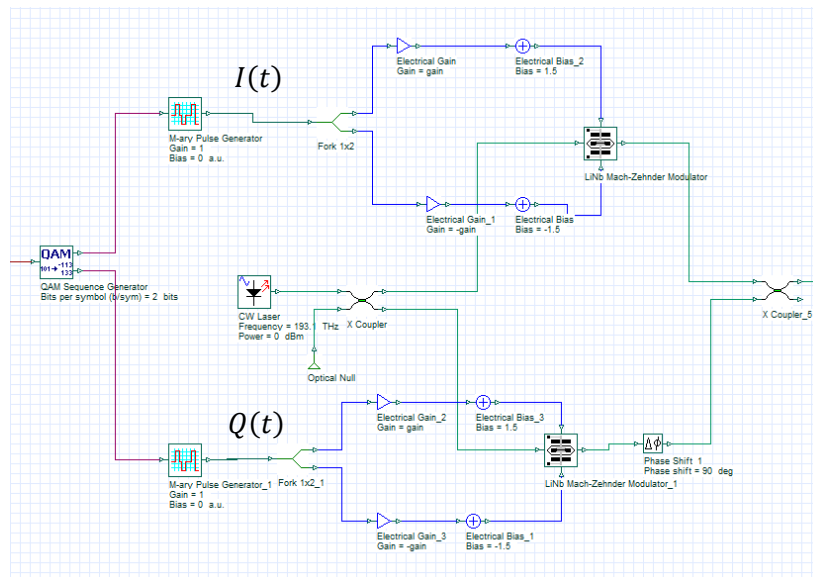 I(t)
Electrical Gain
Gain = gain
Electrical Bias_2
Bias = 1.5
M-ary Pulse Generator
Gain = 1
Bias = 0 a.u.
Fork 1x2
LiNb Mach-Zehnder Modulator
Electrical Gain_1
Gain = -gain
Electrical Bias
Bias = -1.5
QAM
101 -113
133
QAM Sequence Generator
Bits per symbol (b/sym) = 2 bits
CW Laser
Frequency = 193.1 THz
Power = 0 dBm
X Coupler
X Coupler_5
Optical Null
Q(t)
Electrical Gain_2
Gain = gain
Electrical Bias_3
Bias = 1.5
M-ary Pulse Generator_1
Gain = 1
Bias = 0 a.u.
Fork 1x2_1
ΔΦ
Phase Shift 1
Phase shift = 90 deg
LiNb Mach-Zehnder Modulator_1
Electrical Gain_3
Gain = -gain
Electrical Bias_1
Bias = -1.5